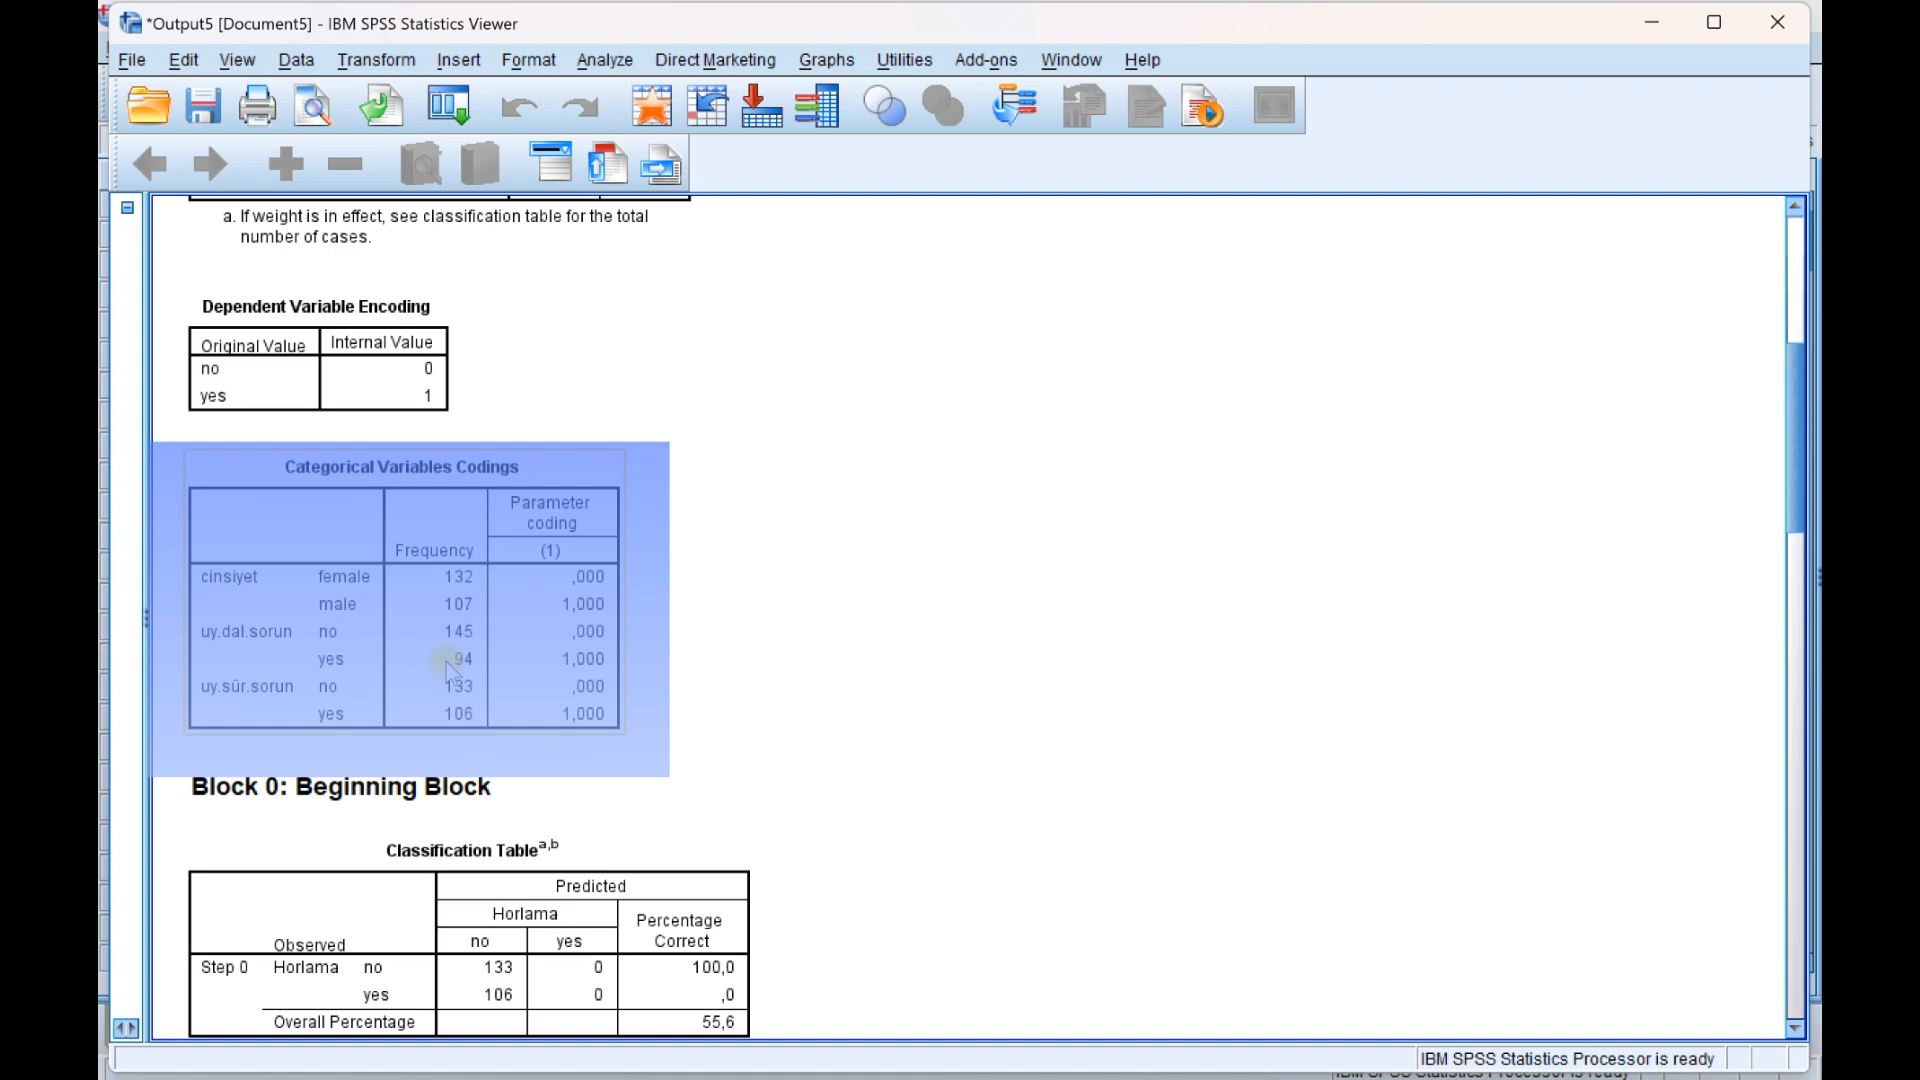 *Output5 [Document5] - IBM SPSS Statistics Viewer
File Edit View Data Transform Insert Format Analyze Direct Marketing Graphs Utilities Add-ons Window Help
a. If weight is in effect, see classification table for the total
number of cases.
Dependent Variable Encoding
Original Value Internal Value
no 0
yes 1
Categorical Variables Codings
Parameter
coding
Frequency (1)
cinsiyet female 132 ,000
male 107 1,000
uy.dal.sorun no 145 ,000
yes 94 1,000
uy.sür.sorun no 133 ,000
yes 106 1,000
Block 0: Beginning Block
Classification Table a,b
Predicted
Horlama Percentage
Correct
Observed no yes
Step 0 Horlama no 133 0 100,0
yes 106 0 ,0
Overall Percentage 55,6
IBM SPSS Statistics Processor is ready